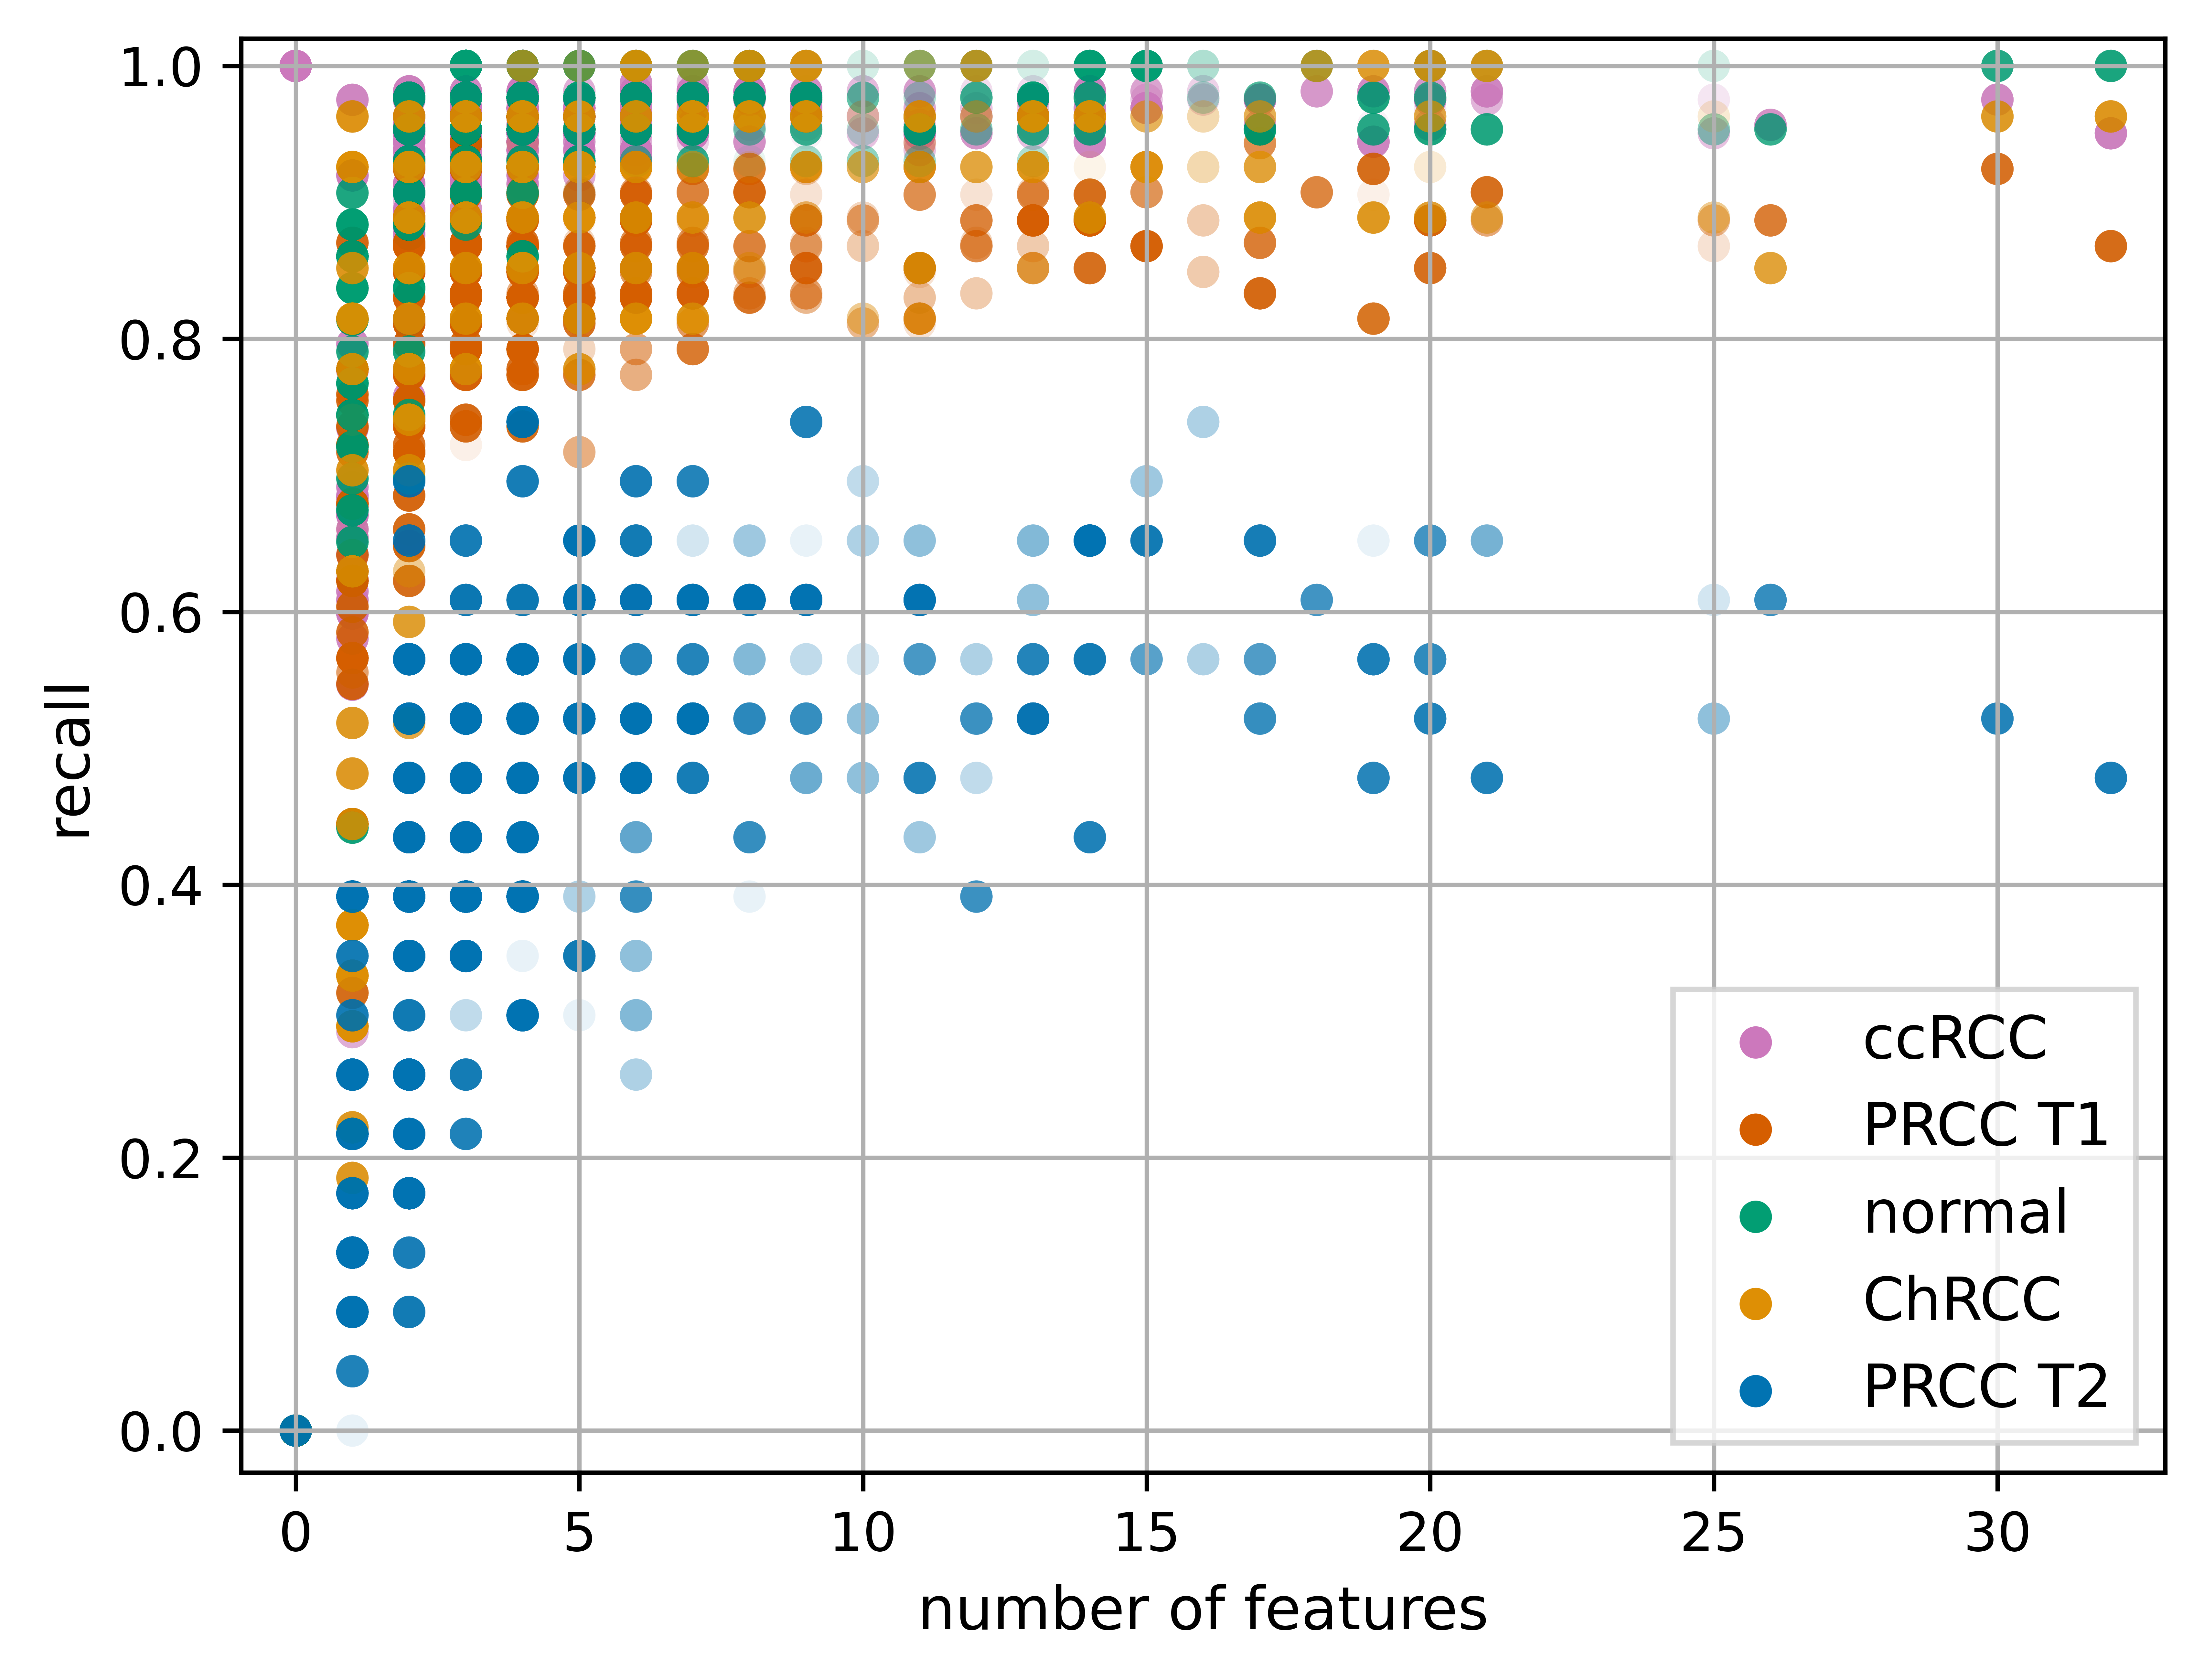 1.0
0.8
0.6
0.4
0.2
0.0
recall
ccRCC
PRCC T1
normal
ChRCC
PRCC T2
0 5 10 15 20 25 30
number of features